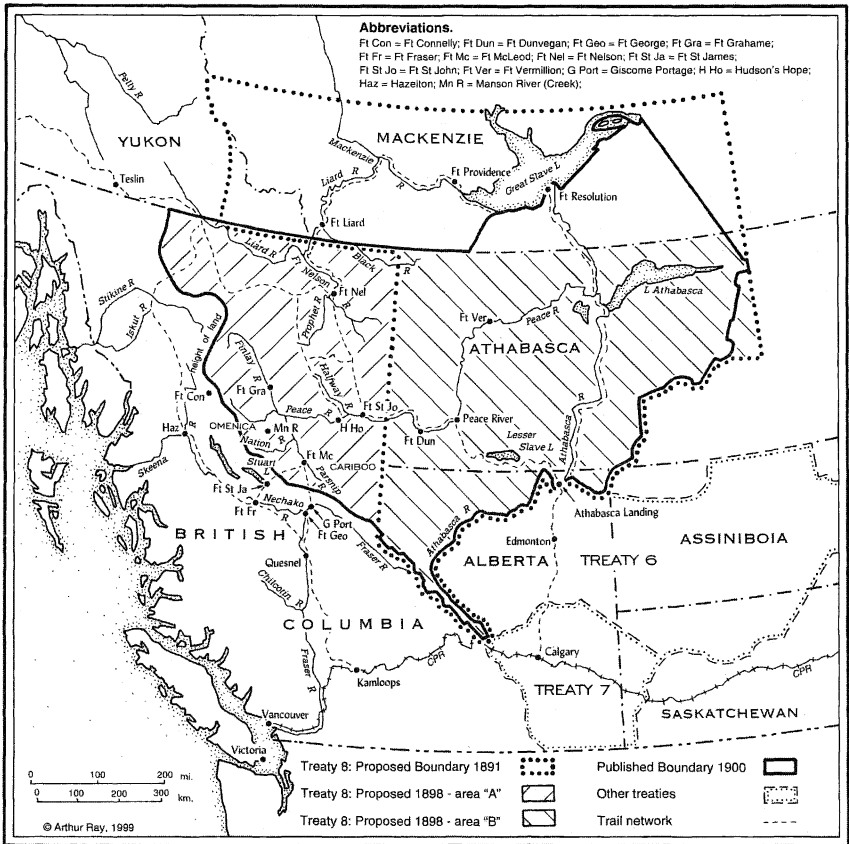 Abbreviations.
Ft Con = Ft Connelly; Ft Dun = Ft Dunvegan; Ft Geo = Ft George; Ft Gra = Ft Grahame;
Ft Fr = Ft Fraser; Ft Mc = Ft McLeod; Ft Nel = Ft Nelson; Ft St Ja = Ft St James;
Ft St Jo = Ft St John; Ft Ver = Ft Vermillion; G Port = Giscome Portage; H Ho = Hudson's Hope;
Haz = Hazelton; Mn R = Manson River (Creek);
Pelly R
YUKON
Teslin
MACKENZIE
Mackenzie
R
Liard R
Ft Providence
Great Slave L
Ft Resolution
Ft Liard
Liard R
Black
R
Ft
Nelson
R
Ft Nel
Prophet R
Stikine R
Iskut R
height of land
Finlay R
Halfway R
Ft Ver
Peace R
L Athabasca
ATHABASCA
Ft Con
Ft Gra
Peace
R
Ft St Jo
H Ho
Ft Dun
Peace River
Haz
R
OMENICA
Mn R
Nation
R
Ft Mc
CARIBOO
Parsnip
R
Lesser
Slave L
Athabasca R
Skeena
Stuart
L
Ft St Ja
Ft Fr
Nechako
R
G Port
Ft Geo
Fraser R
Athabasca R
Athabasca Landing
Edmonton
ALBERTA
TREATY 6
ASSINIBOIA
BRITISH
Quesnel
Chilcotin R
COLUMBIA
Fraser R
Kamloops
CPR
Calgary
CPR
TREATY 7
SASKATCHEWAN
Vancouver
Victoria
0 100 200 mi.
0 100 200 300 km.
Treaty 8: Proposed Boundary 1891
Treaty 8: Proposed 1898 - area "A"
Treaty 8: Proposed 1898 - area "B"
Published Boundary 1900
Other treaties
Trail network
© Arthur Ray, 1999